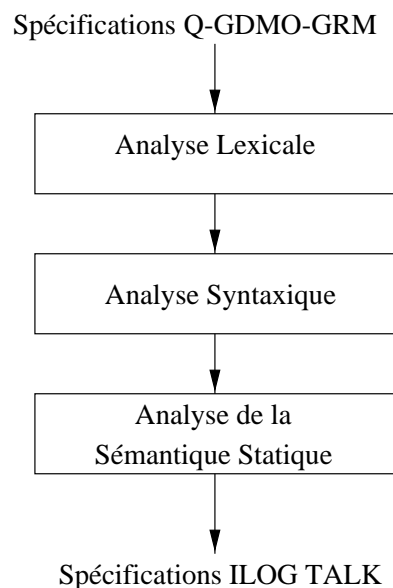 Spécifications Q-GDMO-GRM
Analyse Lexicale
Analyse Syntaxique
Analyse de la
Sémantique Statique
Spécifications ILOG TALK